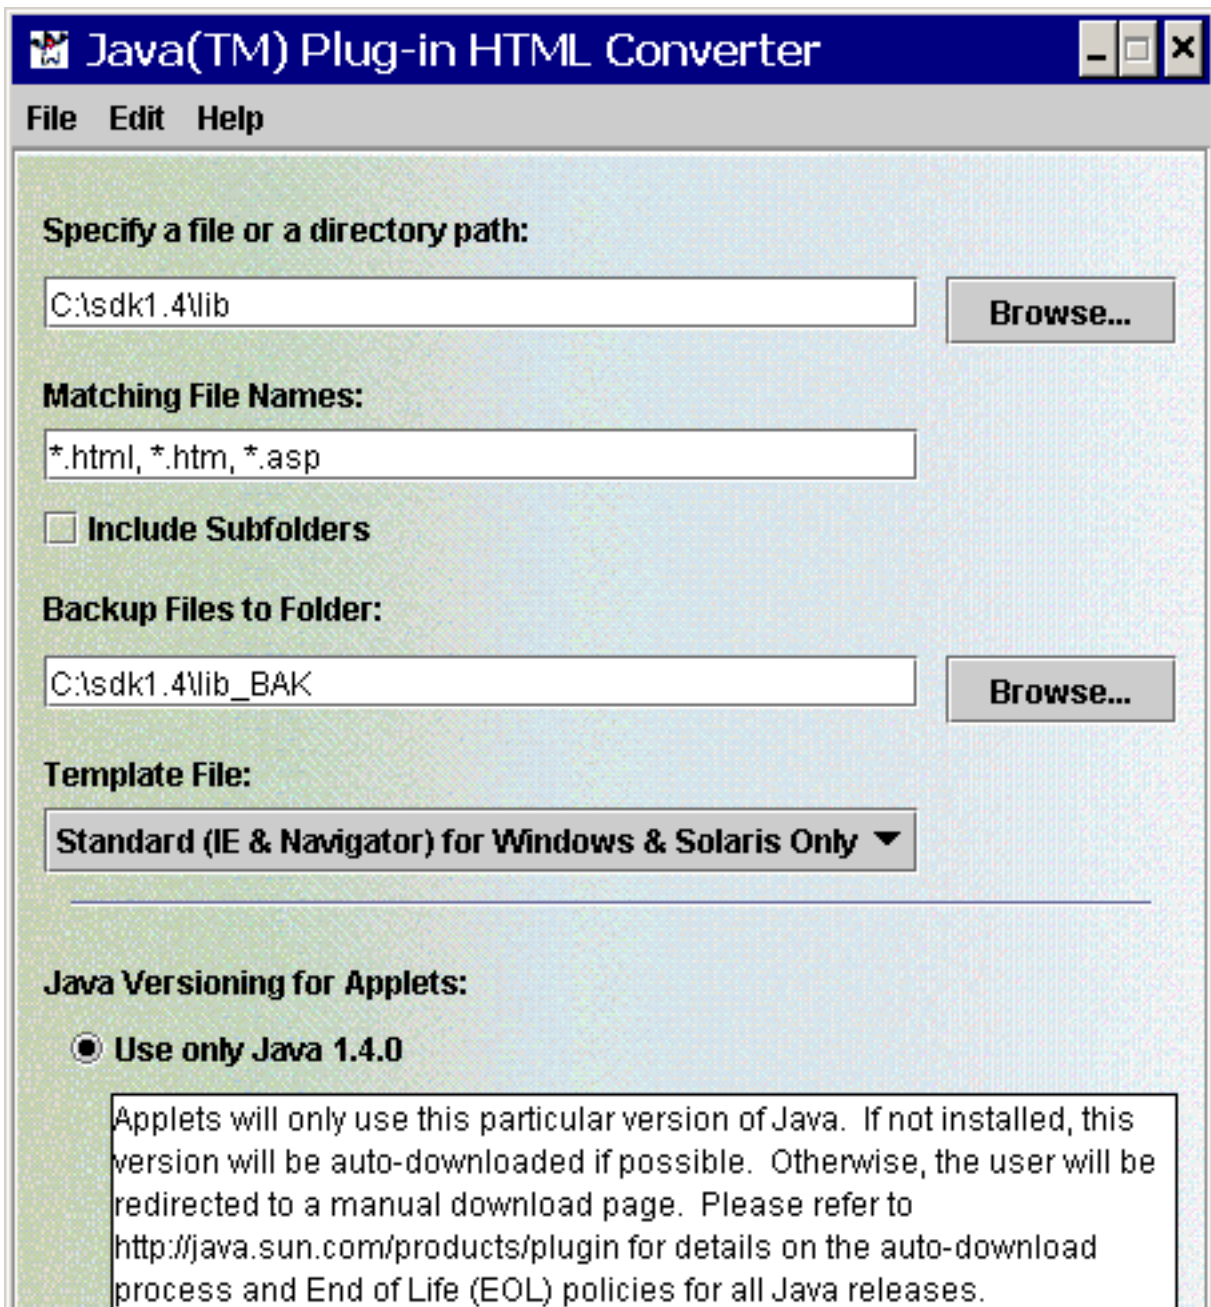 Java(TM) Plug-in HTML Converter
File Edit Help
Specify a file or a directory path:
C:\sdk1.4\lib
Browse...
Matching File Names:
*.html, *.htm, *.asp
Include Subfolders
Backup Files to Folder:
C:\sdk1.4\lib_BAK
Browse...
Template File:
Standard (IE & Navigator) for Windows & Solaris Only
Java Versioning for Applets:
Use only Java 1.4.0
Applets will only use this particular version of Java.  If not installed, this
version will be auto-downloaded if possible.  Otherwise, the user will be
redirected to a manual download page.  Please refer to
http://java.sun.com/products/plugin for details on the auto-download
process and End of Life (EOL) policies for all Java releases.